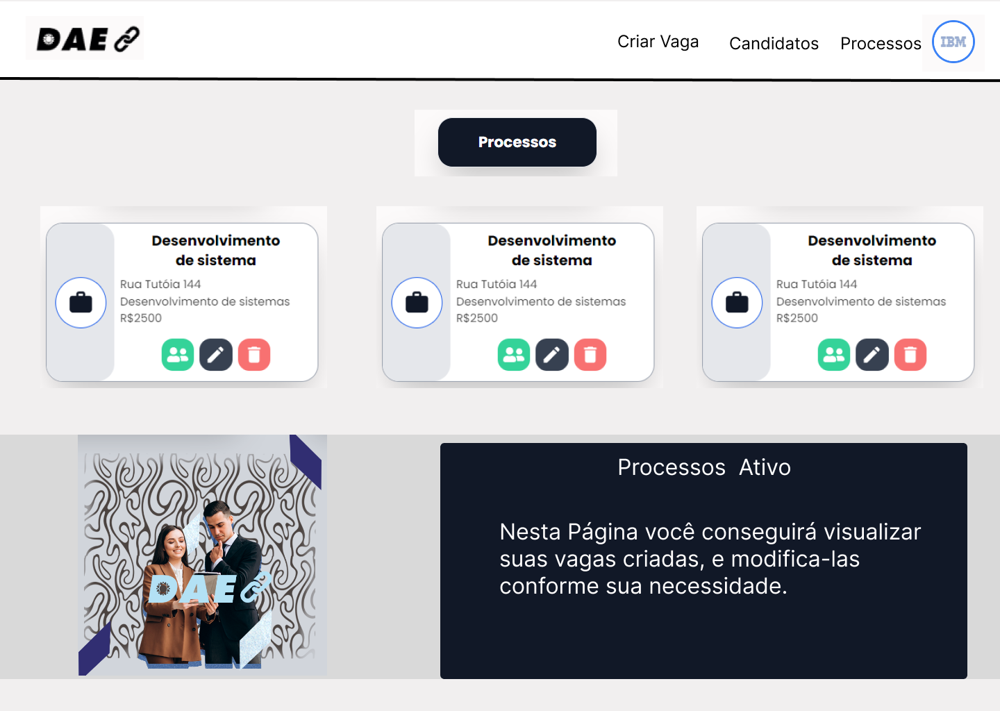 DAE
Criar Vaga
Candidatos
Processos
IBM
Processos
Desenvolvimento
de sistema
Rua Tutóia 144
Desenvolvimento de sistemas
R$2500
Desenvolvimento
de sistema
Rua Tutóia 144
Desenvolvimento de sistemas
R$2500
Desenvolvimento
de sistema
Rua Tutóia 144
Desenvolvimento de sistemas
R$2500
DAE
Processos Ativo
Nesta Página você conseguirá visualizar
suas vagas criadas, e modifica-las
conforme sua necessidade.